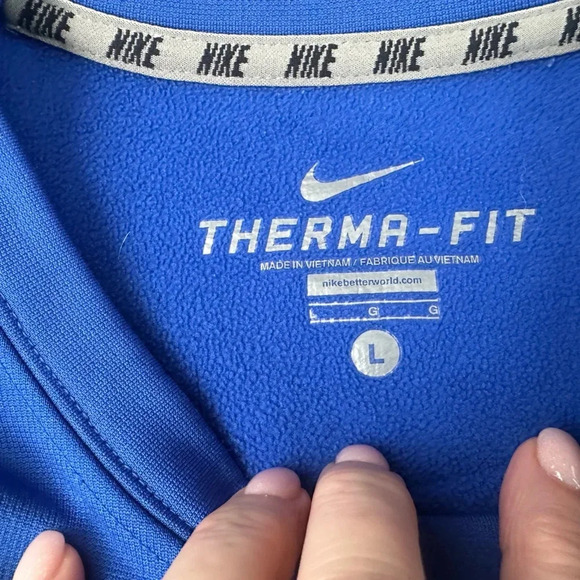 NIKE NIKE NIKE NIKE NIKE NIKE
THERMA-FIT
MADE IN VIETNAM / FABRIQUE AU VIETNAM
nikebetterworld.com
L G G
L